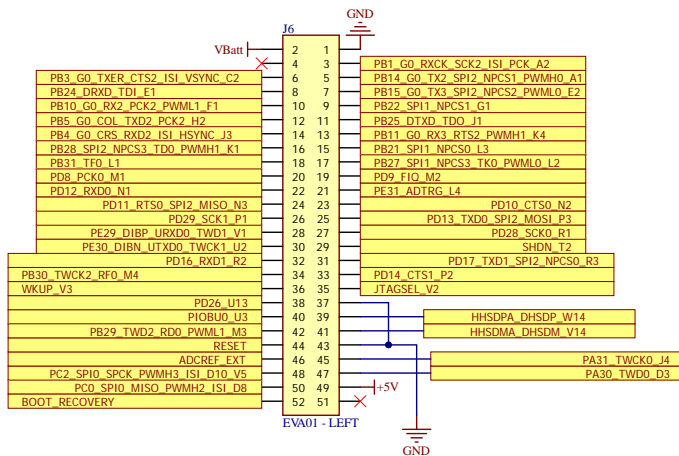 GND
J6
VBatt 2 1
4 3 PB1_G0_RXCK_SCK2_ISI_PCK_A2
PB3_G0_TXER_CTS2_ISI_VSYNC_C2 6 5 PB14_G0_TX2_SPI2_NPCS1_PWMH0_A1
PB24_DRXD_TDI_E1 8 7 PB15_G0_TX3_SPI2_NPCS2_PWML0_E2
PB10_G0_RX2_PCK2_PWML1_F1 10 9 PB22_SPI1_NPCS1_G1
PB5_G0_COL_TXD2_PCK2_H2 12 11 PB25_DTXD_TDO_J1
PB4_G0_CRS_RXD2_ISI_HSYNC_J3 14 13 PB11_G0_RX3_RTS2_PWMH1_K4
PB28_SPI2_NPCS3_TD0_PWMH1_K1 16 15 PB21_SPI1_NPCS0_L3
PB31_TF0_L1 18 17 PB27_SPI1_NPCS3_TK0_PWML0_L2
PD8_PCK0_M1 20 19 PD9_FIQ_M2
PD12_RXD0_N1 22 21 PE31_ADTRG_L4
PD11_RTS0_SPI2_MISO_N3 24 23 PD10_CTS0_N2
PD29_SCK1_P1 26 25 PD13_TXD0_SPI2_MOSI_P3
PE29_DIBP_URXD0_TWD1_V1 28 27 PD28_SCK0_R1
PE30_DIBN_UTXD0_TWCK1_U2 30 29 SHDN_T2
PD16_RXD1_R2 32 31 PD17_TXD1_SPI2_NPCS0_R3
PB30_TWCK2_RF0_M4 34 33 PD14_CTS1_P2
WKUP_V3 36 35 JTAGSEL_V2
PD26_U13 38 37
PIOBU0_U3 40 39 HHSDPA_DHSDP_W14
PB29_TWD2_RD0_PWML1_M3 42 41 HHSDMA_DHSDM_V14
RESET 44 43
ADCREF_EXT 46 45 PA31_TWCK0_J4
PC2_SPI0_SPCK_PWMH3_ISI_D10_V5 48 47 PA30_TWD0_D3
PC0_SPI0_MISO_PWMH2_ISI_D8 50 49 +5V
BOOT_RECOVERY 52 51
EVA01 - LEFT
GND